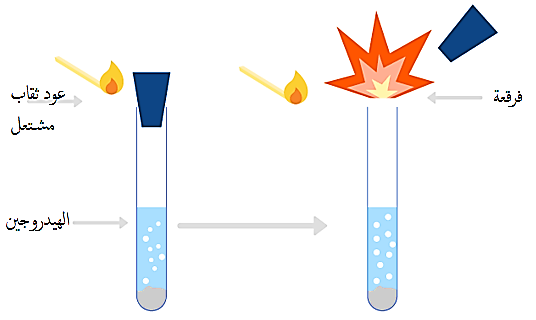 عود ثقاب
مشتعل
فرقعة
الهيدروجين